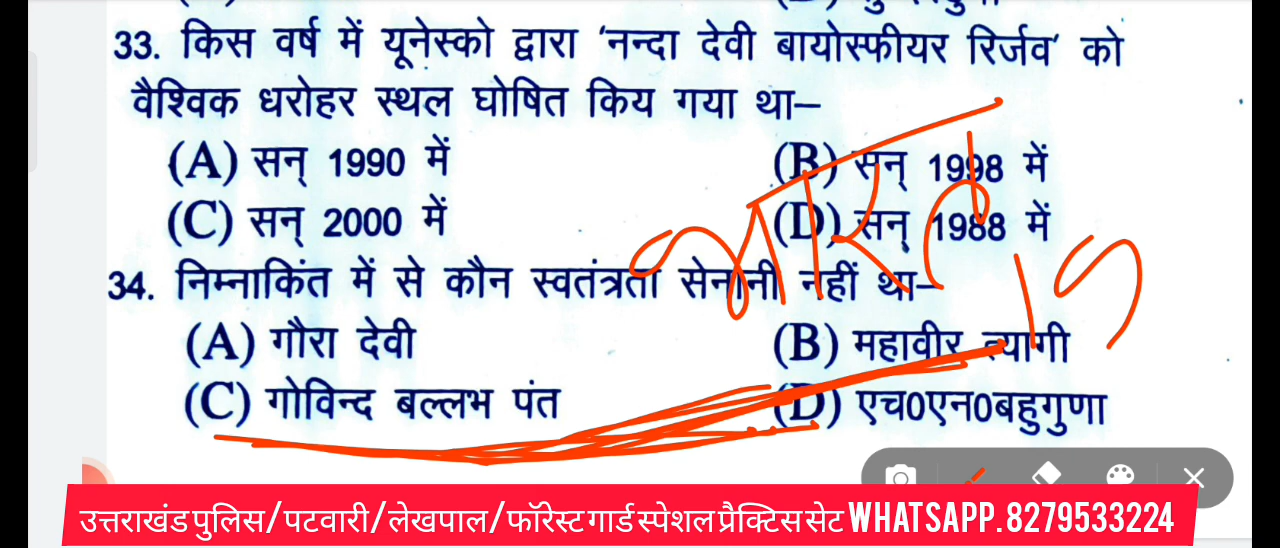 33. किस वर्ष में यूनेस्को द्वारा 'नन्दा देवी बायोस्फीयर रिर्जव' को
वैश्विक धरोहर स्थल घोषित किय गया था–
(A) सन् 1990 में (B) सन् 1998 में
(C) सन् 2000 में (D) सन् 1988 में
34. निम्नाकिंत में से कौन स्वतंत्रता सेनानी नहीं था–
(A) गौरा देवी (B) महावीर त्यागी
(C) गोविन्द बल्लभ पंत (D) एच0एन0बहुगुणा
भारत
उत्तराखंड पुलिस/पटवारी/लेखपाल/फॉरेस्ट गार्ड स्पेशल प्रैक्टिस सेट WHATSAPP. 8279533224